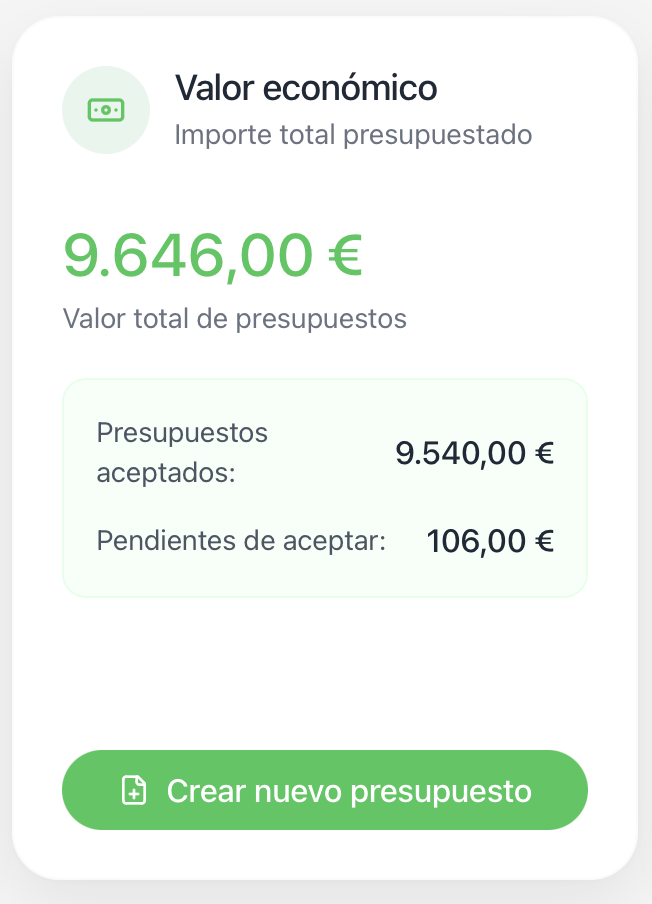 Valor económico
Importe total presupuestado
9.646,00 €
Valor total de presupuestos
Presupuestos
aceptados:
9.540,00 €
Pendientes de aceptar: 106,00 €
Crear nuevo presupuesto